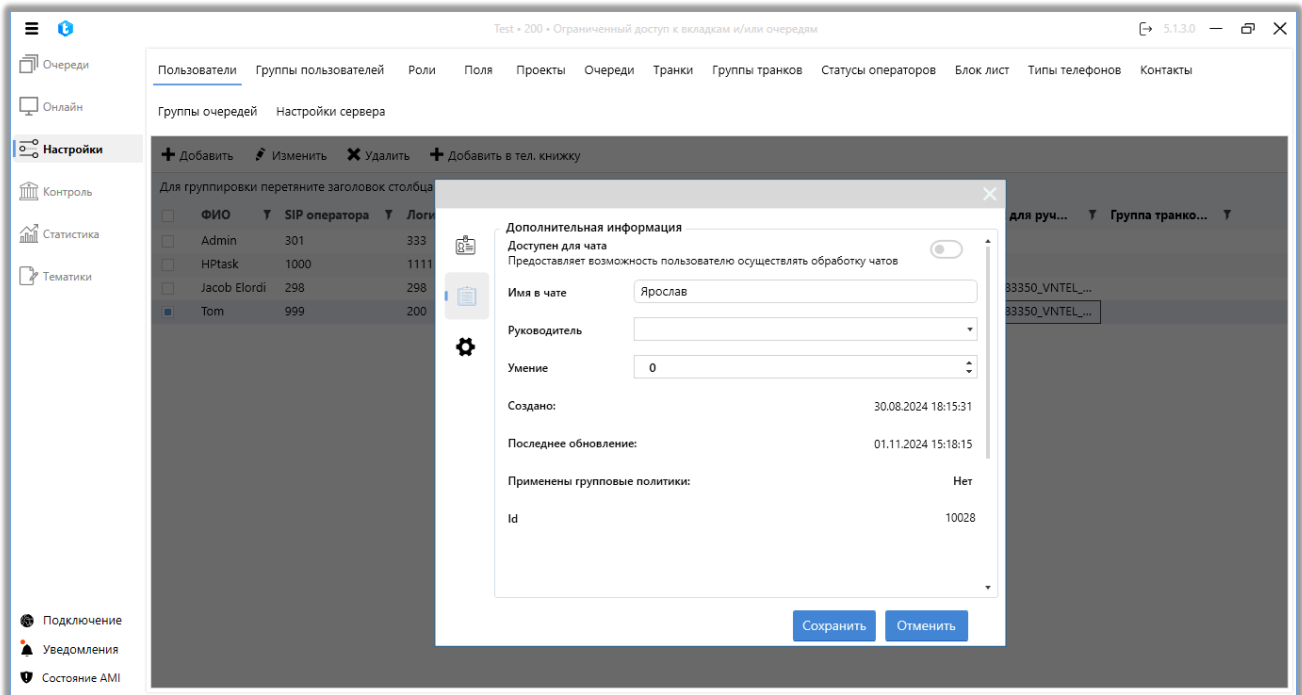 Test • 200 • Ограниченный доступ к вкладкам и/или очередям
5.1.3.0
Очереди
Онлайн
Настройки
Контроль
Статистика
Тематики
Подключение
Уведомления
Состояние AMI
Пользователи Группы пользователей Роли Поля Проекты Очереди Транки Группы транков Статусы операторов Блок лист Типы телефонов Контакты
Группы очередей Настройки сервера
Добавить Изменить Удалить Добавить в тел. книжку
Для группировки перетяните заголовок столбца
ФИО SIP оператора Логи для руч... Группа транко...
Admin 301 333
HPtask 1000 1111
Jacob Elordi 298 298 33350_VNTEL_...
Tom 999 200 33350_VNTEL_...
Дополнительная информация
Доступен для чата
Предоставляет возможность пользователю осуществлять обработку чатов
Имя в чате Ярослав
Руководитель
Умение 0
Создано: 30.08.2024 18:15:31
Последнее обновление: 01.11.2024 15:18:15
Применены групповые политики: Нет
Id 10028
Сохранить Отменить